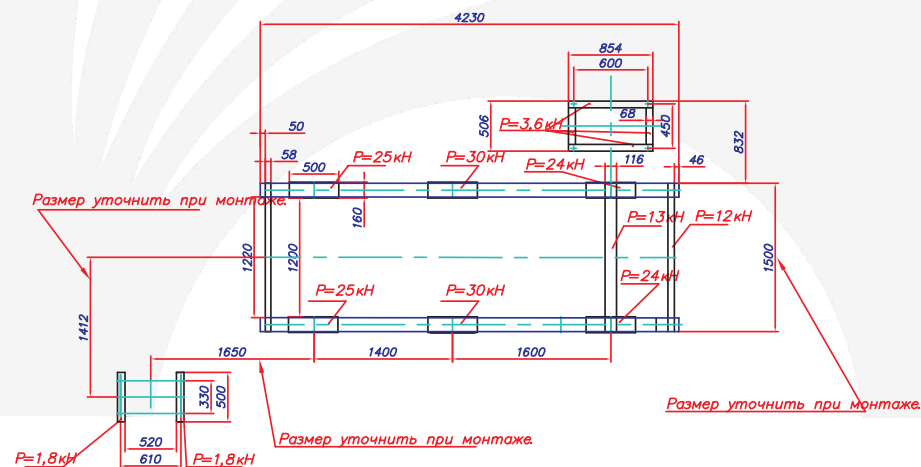 4230
854
600
506
P=3,6кН
68
450
832
50
58
500
P=25кН
P=30кН
P=24кН
116
46
Размер уточнить при монтаже.
160
P=13кН
P=12кН
1220
1200
1500
P=24кН
P=25кН
P=30кН
1412
1650
1400
1600
330
500
Размер уточнить при монтаже.
Размер уточнить при монтаже.
520
P=1,8кН
610
P=1,8кН